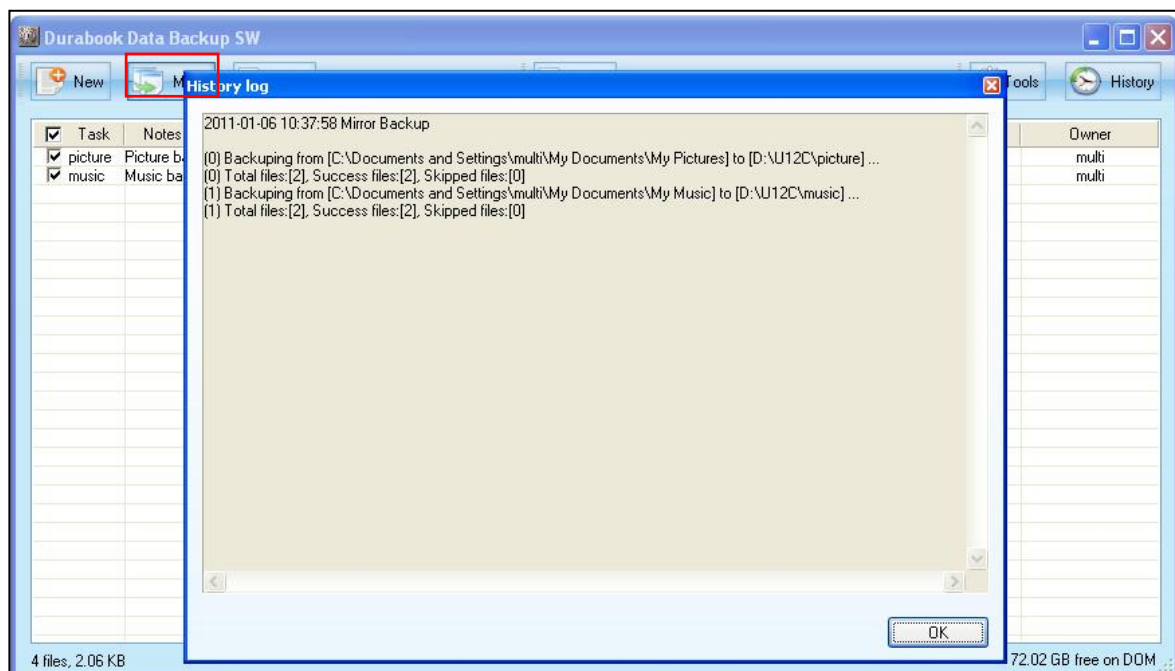 Durabook Data Backup SW
New
M
Tools
History
History log
Task
Notes
Owner
picture
Picture b
multi
music
Music ba
multi
2011-01-06 10:37:58 Mirror Backup
(0) Backuping from [C:\Documents and Settings\multi\My Documents\My Pictures] to [D:\U12C\picture] ...
(0) Total files:[2], Success files:[2], Skipped files:[0]
(1) Backuping from [C:\Documents and Settings\multi\My Documents\My Music] to [D:\U12C\music] ...
(1) Total files:[2], Success files:[2], Skipped files:[0]
OK
4 files, 2.06 KB
72.02 GB free on DOM